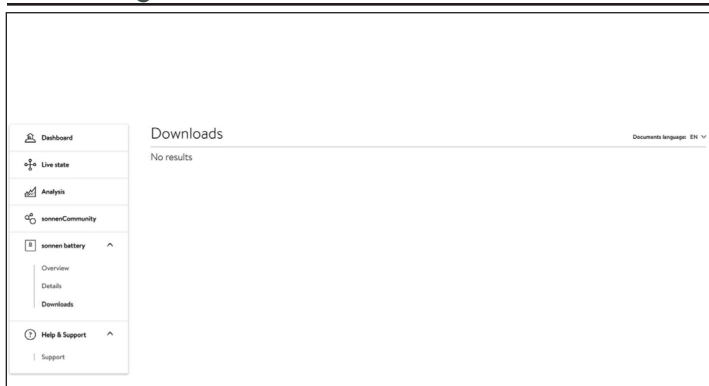 Dashboard
Live state
Analysis
sonnenCommunity
sonnen battery
Overview
Details
Downloads
Help & Support
Support
Downloads
Documents language: EN
No results